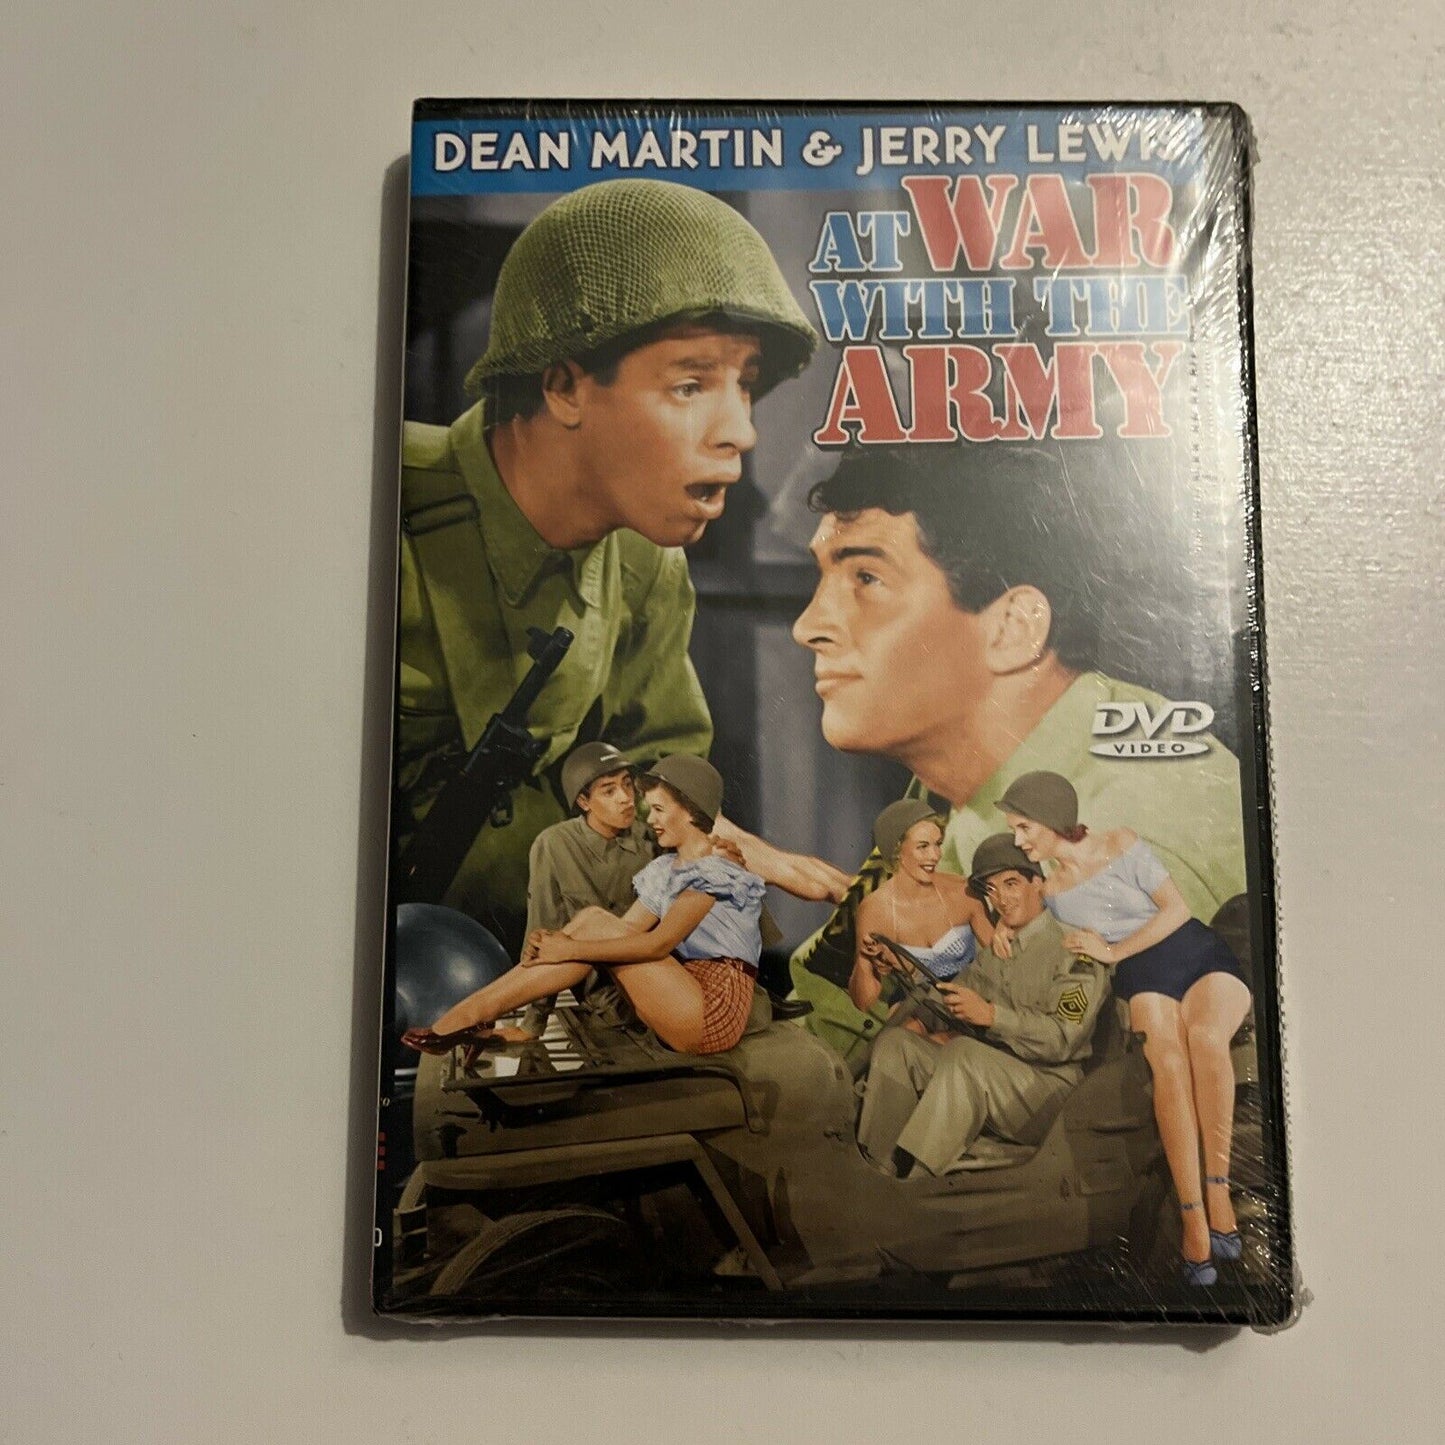 DEAN MARTIN & JERRY LEWIS
AT WAR
WITH THE
ARMY
DVD
VIDEO